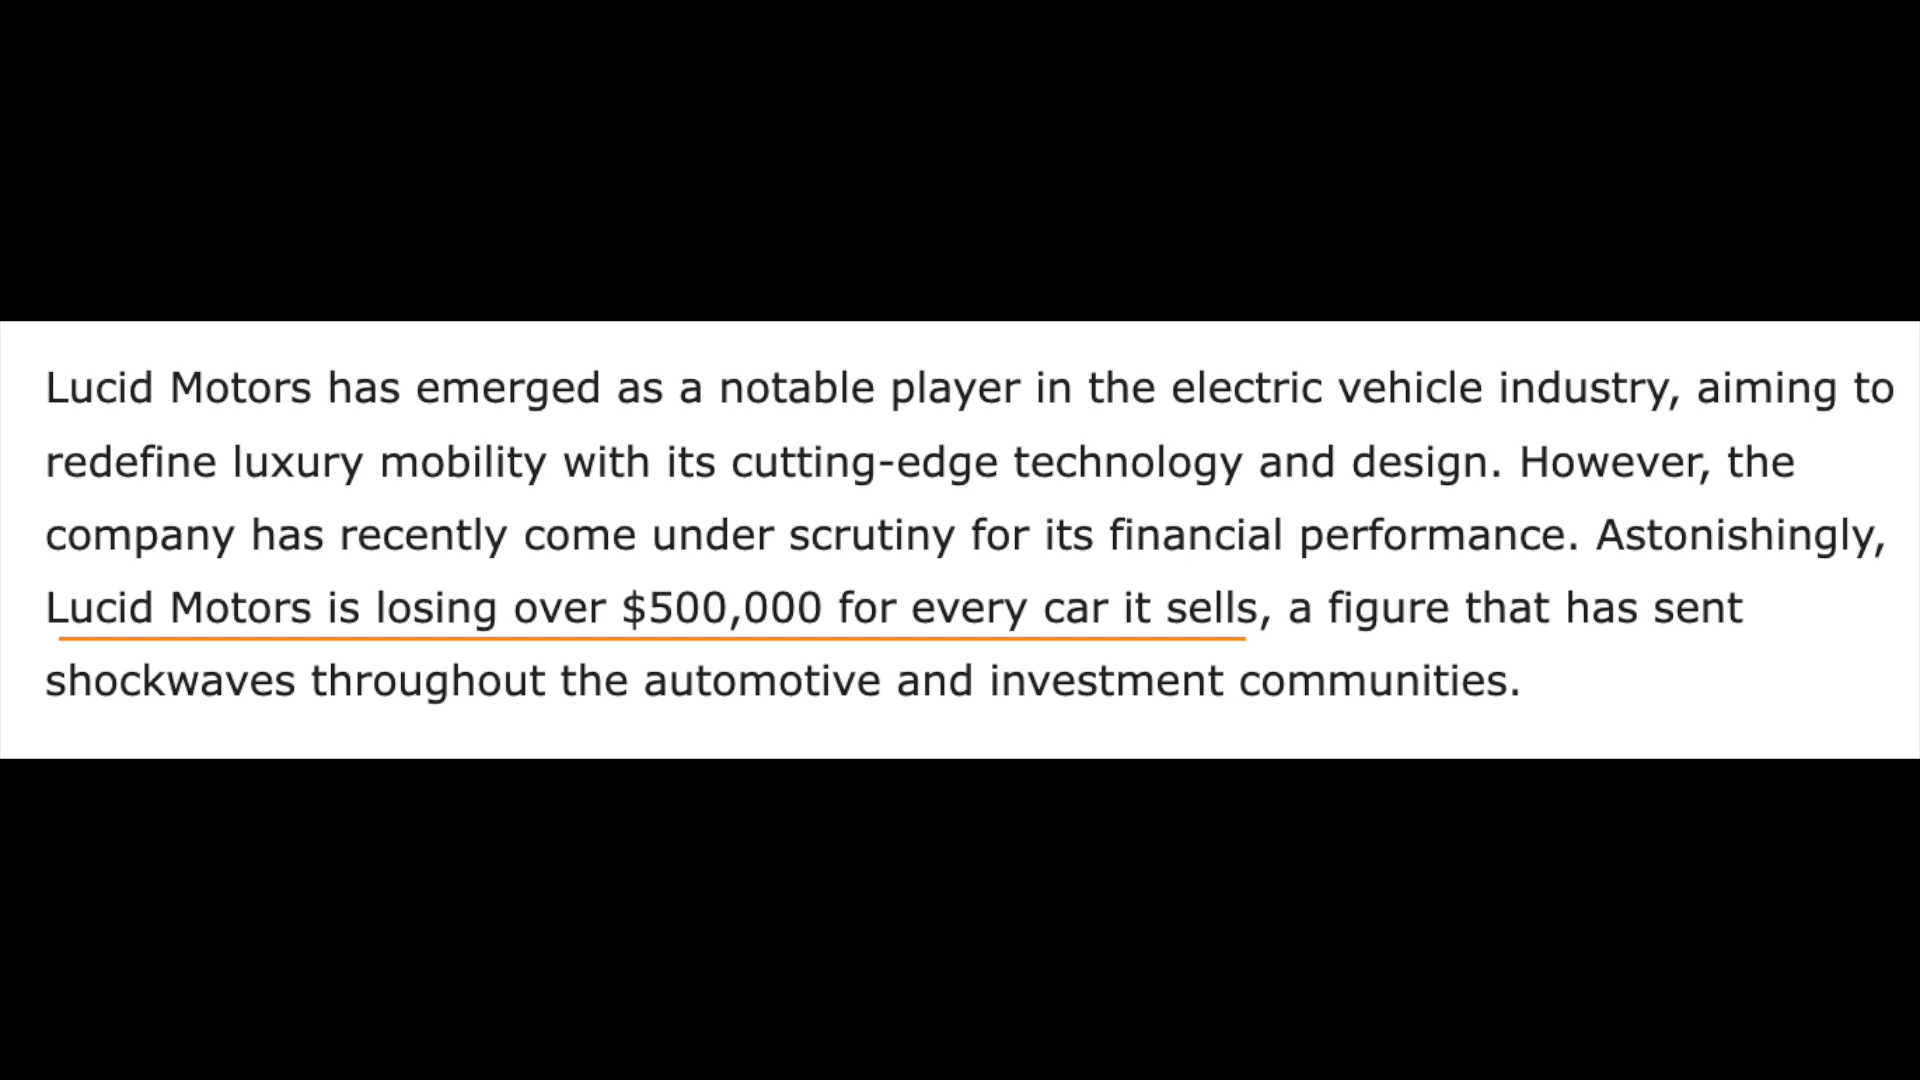 Lucid Motors has emerged as a notable player in the electric vehicle industry, aiming to
redefine luxury mobility with its cutting-edge technology and design. However, the
company has recently come under scrutiny for its financial performance. Astonishingly,
Lucid Motors is losing over $500,000 for every car it sells, a figure that has sent
shockwaves throughout the automotive and investment communities.